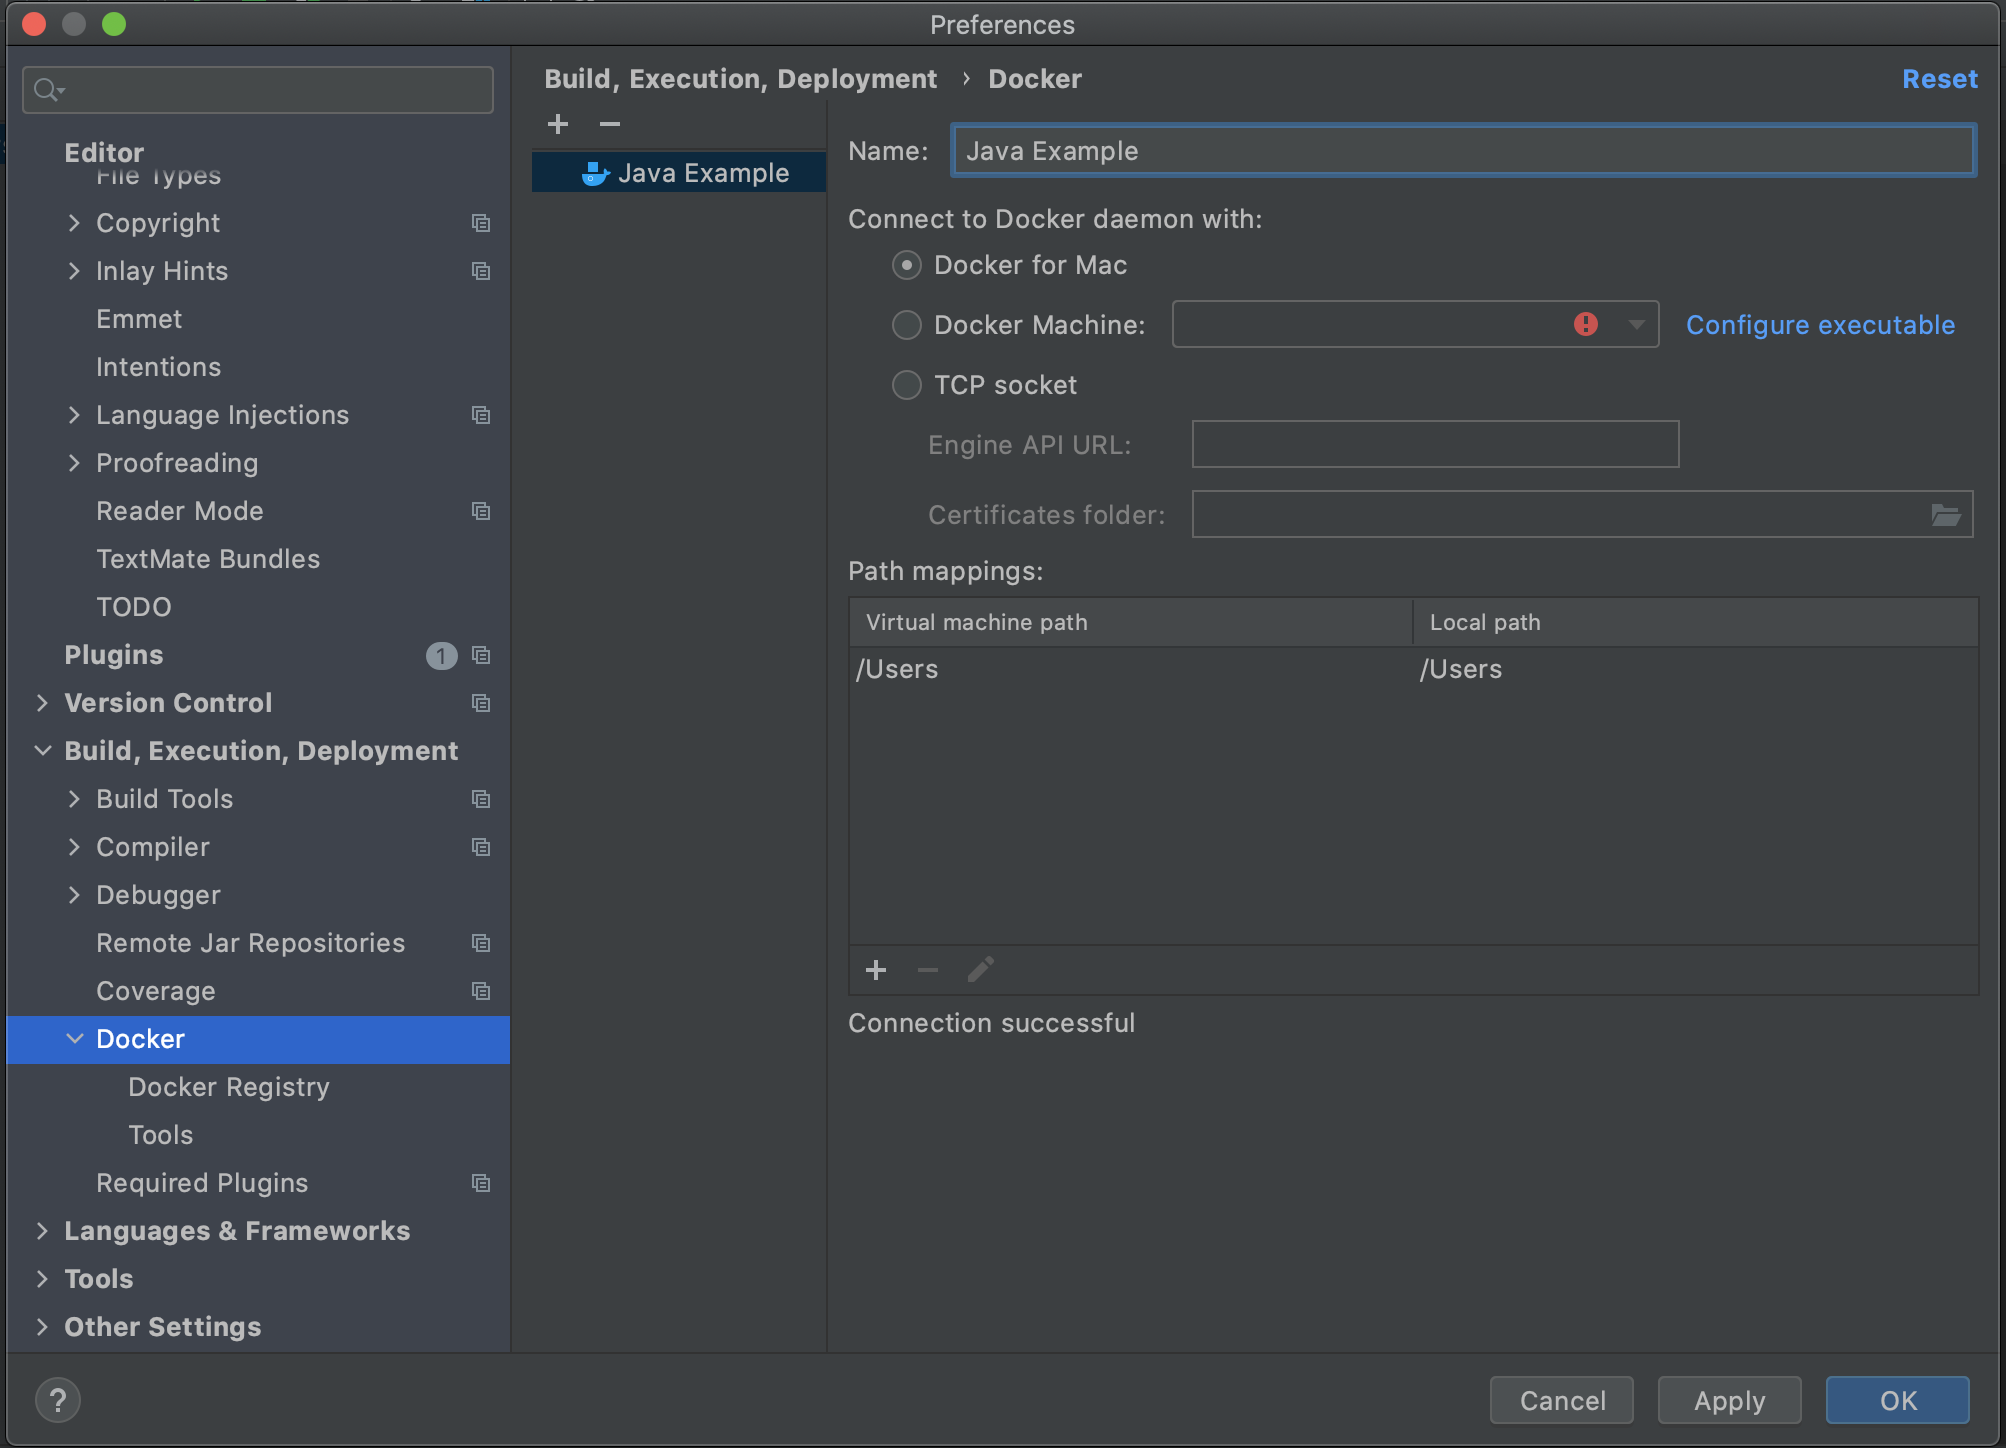 Preferences
Editor
File Types
Copyright
Inlay Hints
Emmet
Intentions
Language Injections
Proofreading
Reader Mode
TextMate Bundles
TODO
Plugins 1
Version Control
Build, Execution, Deployment
Build Tools
Compiler
Debugger
Remote Jar Repositories
Coverage
Docker
Docker Registry
Tools
Required Plugins
Languages & Frameworks
Tools
Other Settings
Build, Execution, Deployment › Docker
Reset
Java Example
Name: Java Example
Connect to Docker daemon with:
Docker for Mac
Docker Machine: Configure executable
TCP socket
Engine API URL:
Certificates folder:
Path mappings:
Virtual machine path Local path
/Users /Users
Connection successful
? Cancel Apply OK